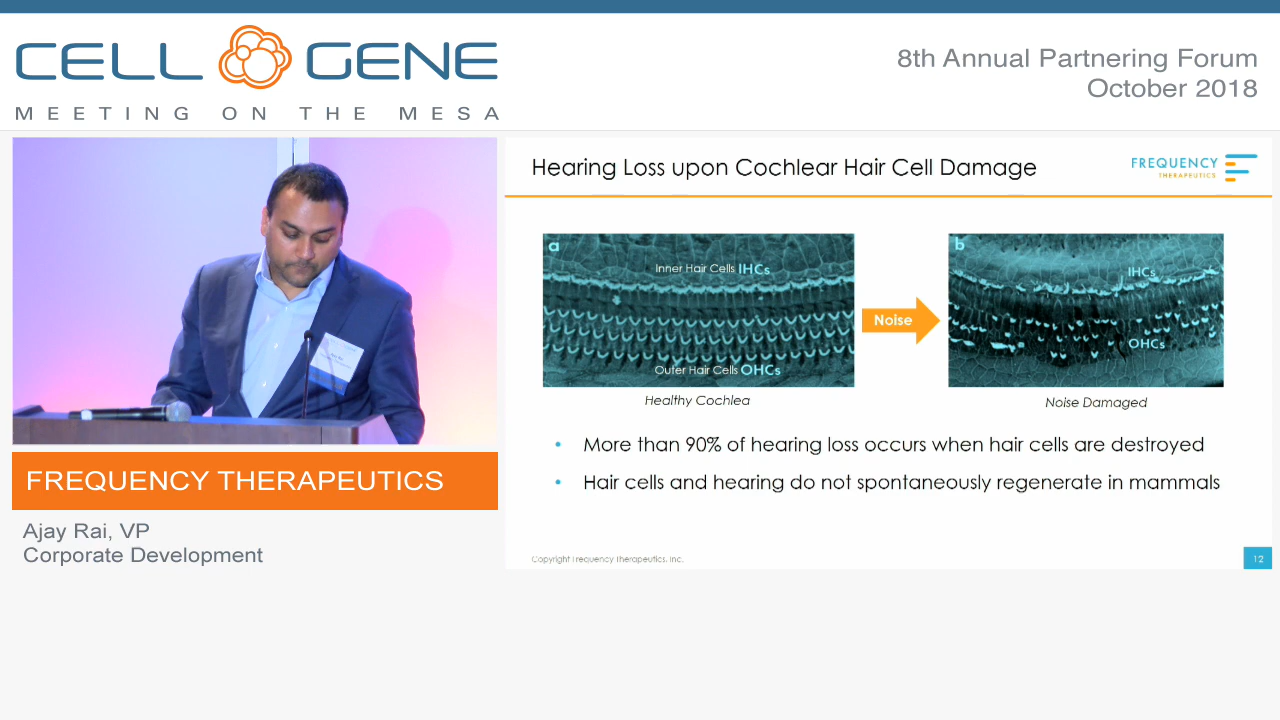 CELL GENE
MEETING ON THE MESA
8th Annual Partnering Forum
October 2018
Hearing Loss upon Cochlear Hair Cell Damage
FREQUENCY
THERAPEUTICS
a
Inner Hair Cells IHCs
Outer Hair Cells OHCs
Healthy Cochlea
Noise
b
IHCs
OHCs
Noise Damaged
• More than 90% of hearing loss occurs when hair cells are destroyed
• Hair cells and hearing do not spontaneously regenerate in mammals
Copyright Frequency Therapeutics, Inc.
12
FREQUENCY THERAPEUTICS
Ajay Rai, VP
Corporate Development